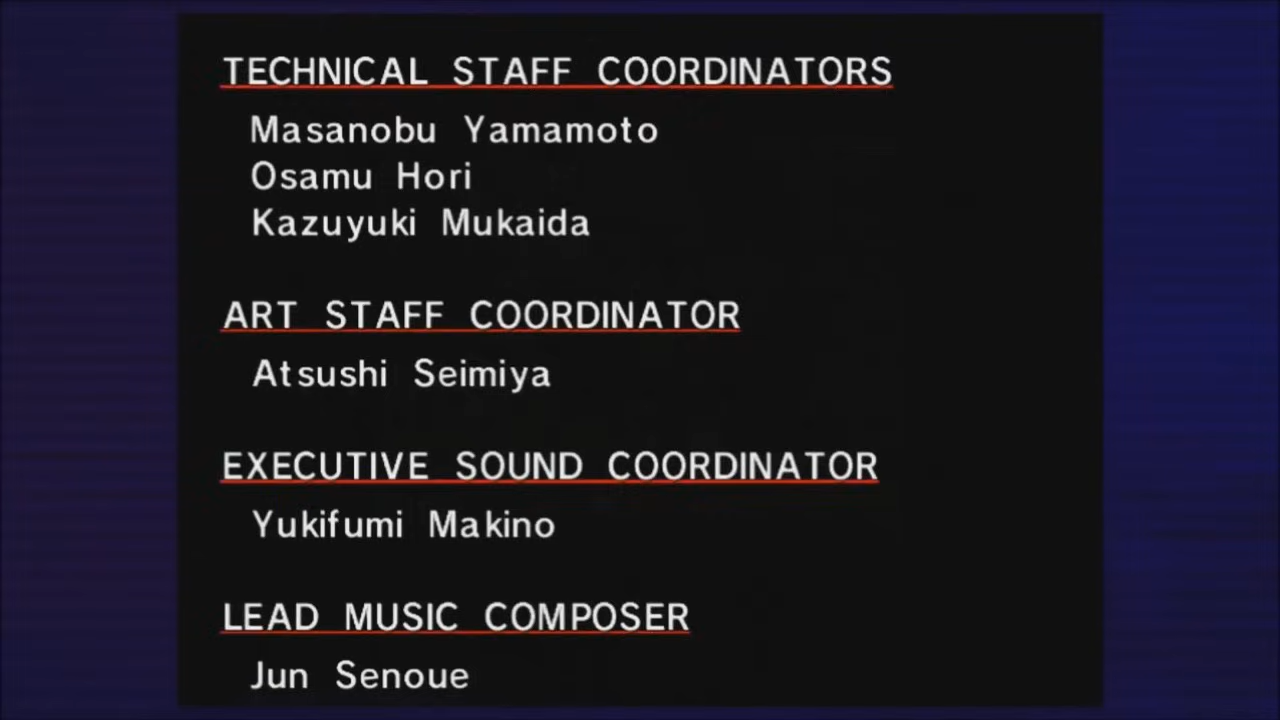 TECHNICAL STAFF COORDINATORS
Masanobu Yamamoto
Osamu Hori
Kazuyuki Mukaida
ART STAFF COORDINATOR
Atsushi Seimiya
EXECUTIVE SOUND COORDINATOR
Yukifumi Makino
LEAD MUSIC COMPOSER
Jun Senoue